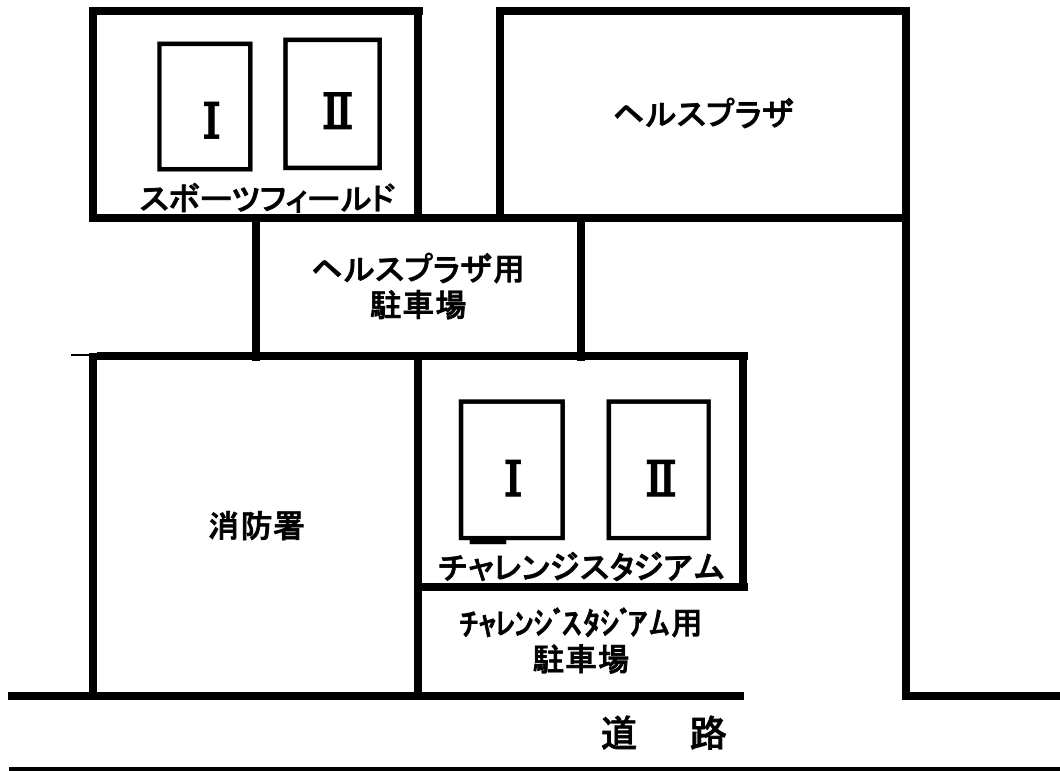 Ⅰ
Ⅱ
スポーツフィールド
ヘルスプラザ
ヘルスプラザ用
駐車場
消防署
Ⅰ
Ⅱ
チャレンジスタジアム
ﾁｬﾚﾝｼﾞｽﾀｼﾞｱﾑ用
駐車場
道　路